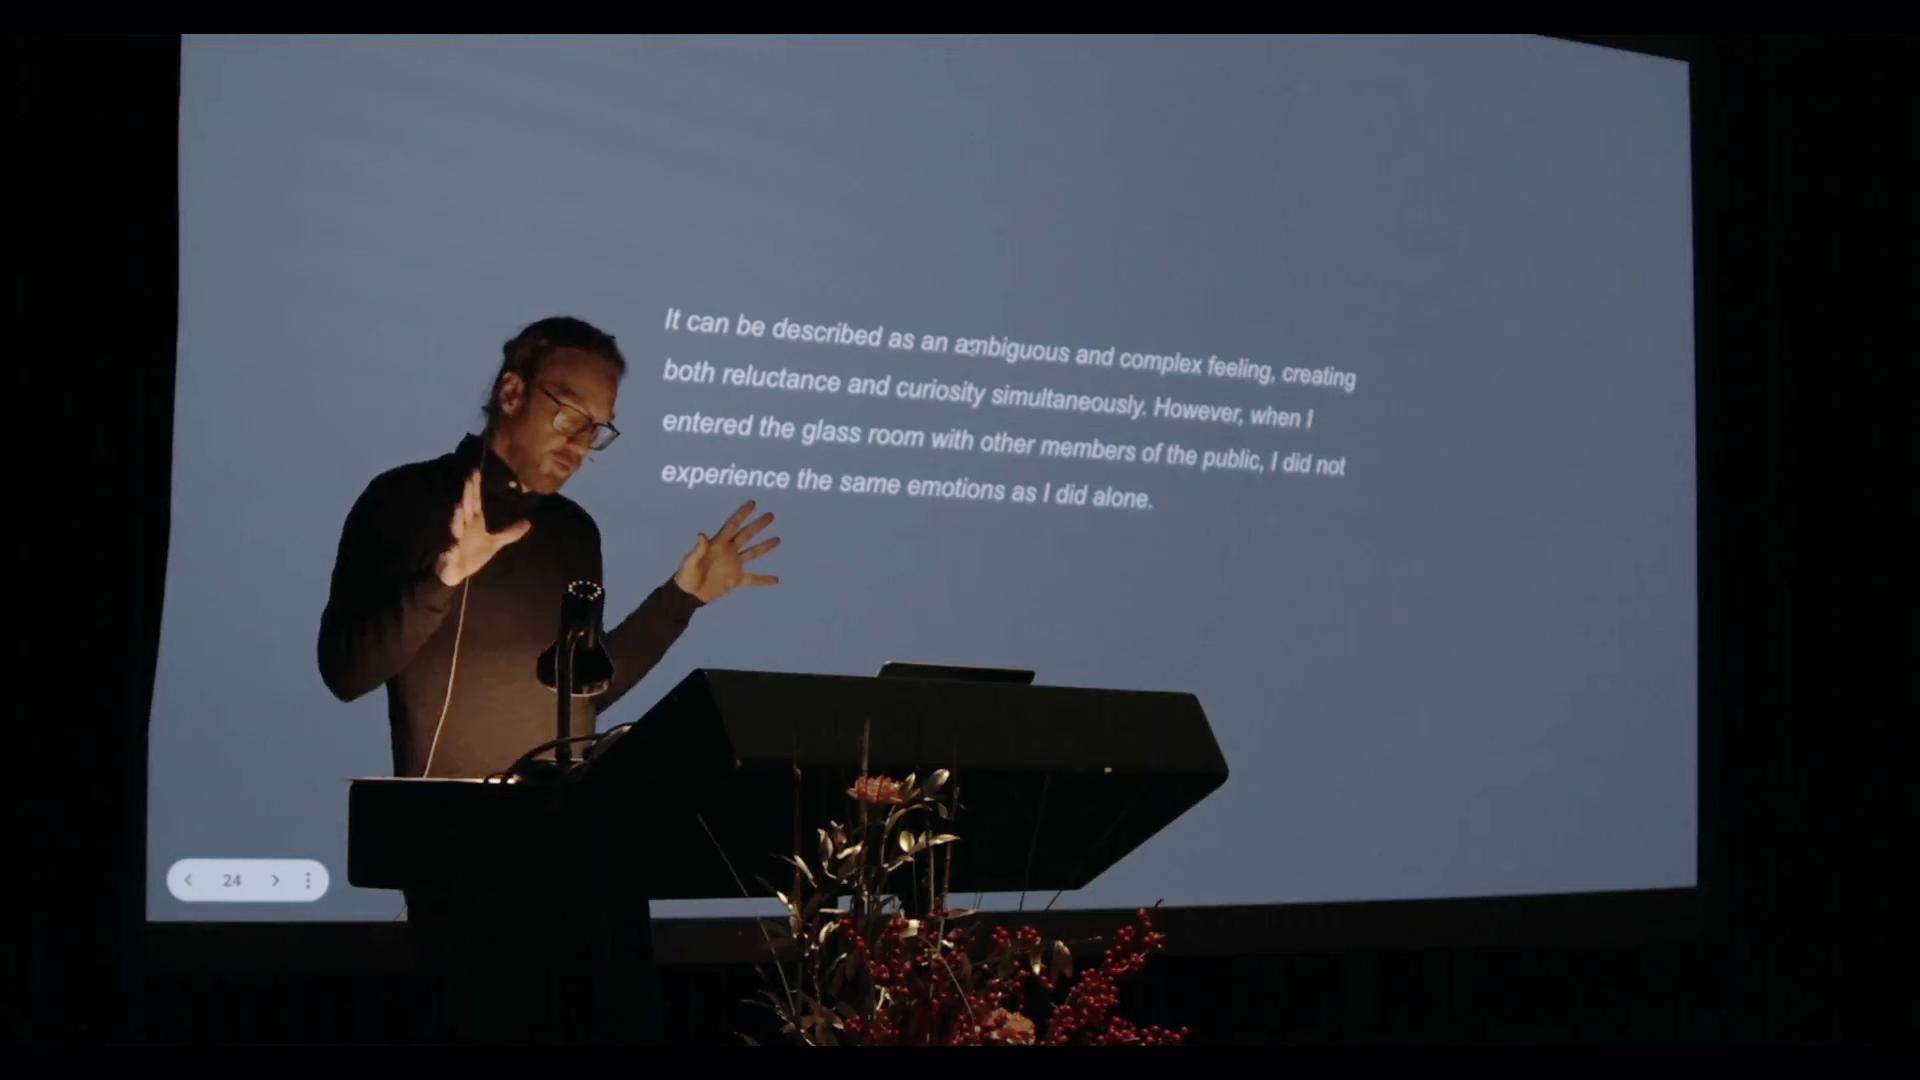 It can be described as an ambiguous and complex feeling, creating
both reluctance and curiosity simultaneously. However, when I
entered the glass room with other members of the public, I did not
experience the same emotions as I did alone.
24